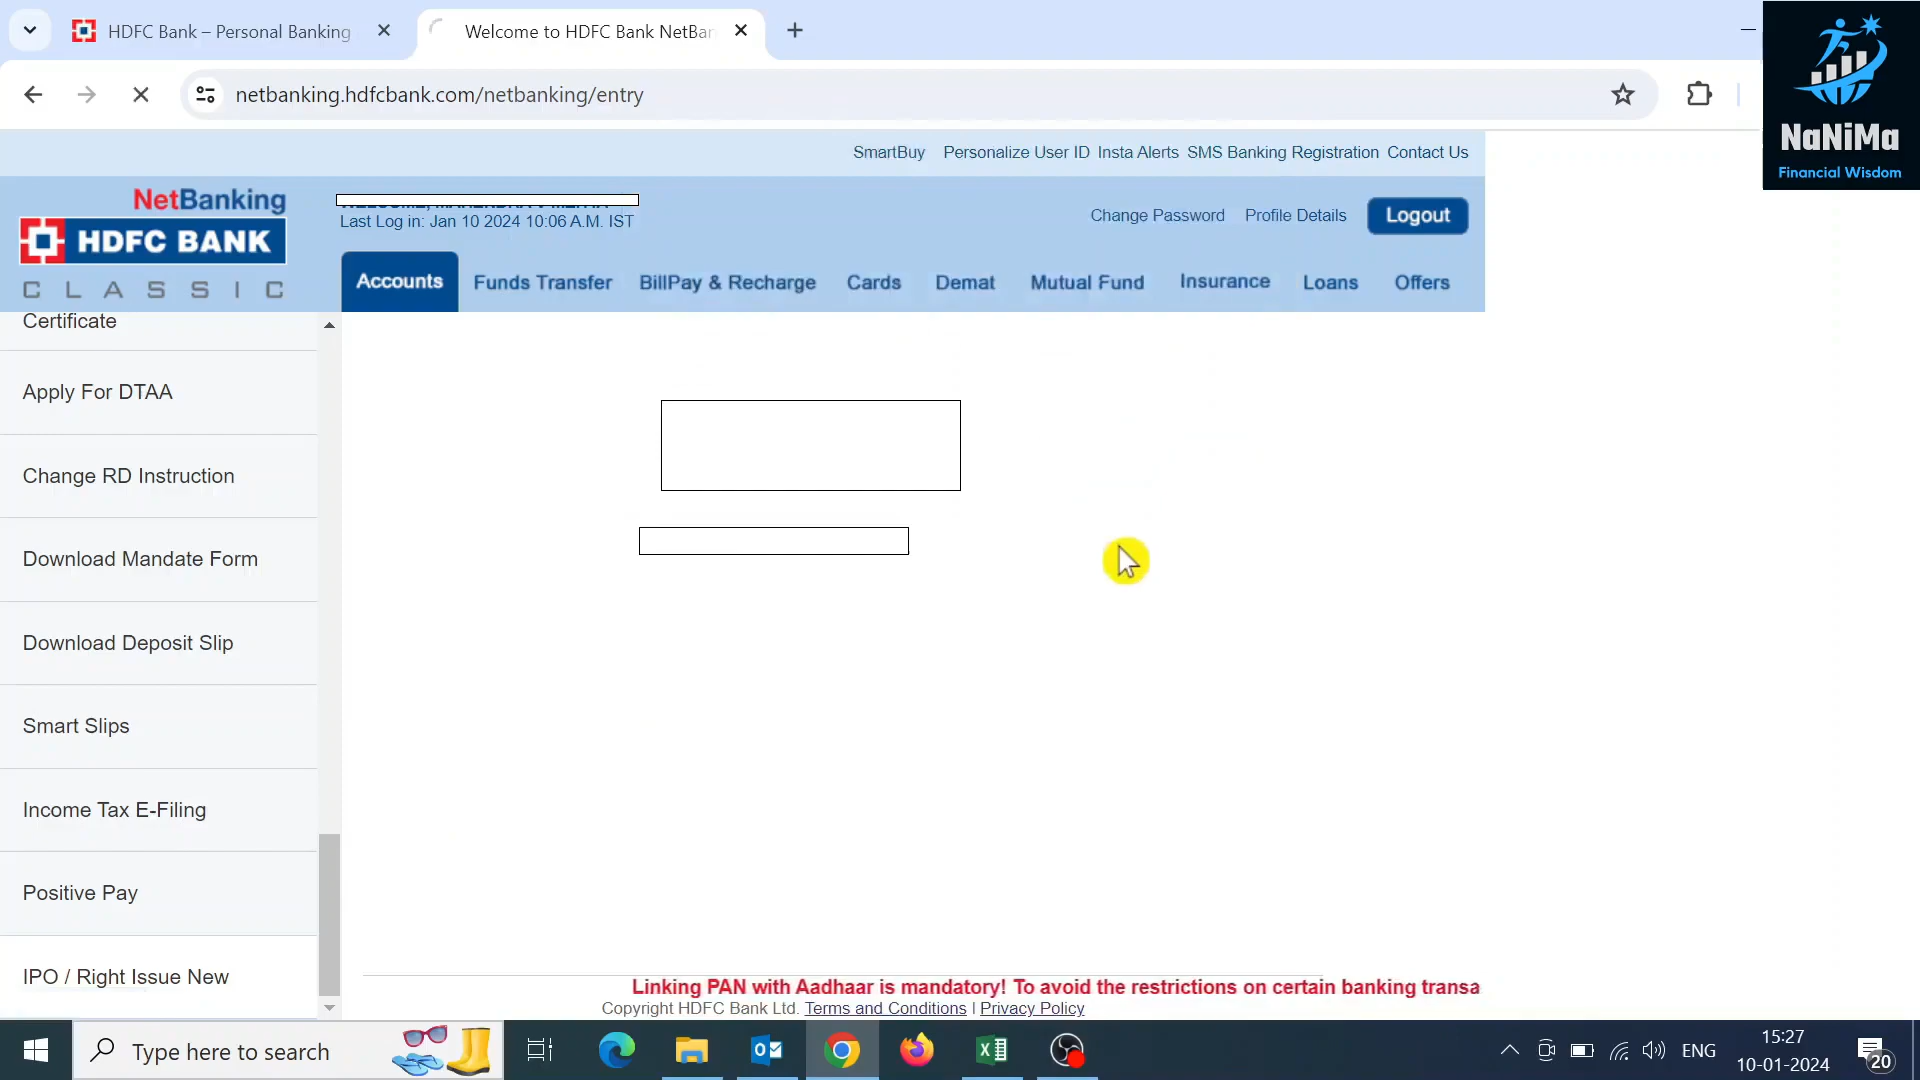 HDFC Bank – Personal Banking
Welcome to HDFC Bank NetBan
netbanking.hdfcbank.com/netbanking/entry
NaNiMa
Financial Wisdom
SmartBuy Personalize User ID Insta Alerts SMS Banking Registration Contact Us
NetBanking
HDFC BANK
CLASSIC
Last Log in: Jan 10 2024 10:06 A.M. IST
Change Password Profile Details Logout
Accounts Funds Transfer BillPay & Recharge Cards Demat Mutual Fund Insurance Loans Offers
Certificate
Apply For DTAA
Change RD Instruction
Download Mandate Form
Download Deposit Slip
Smart Slips
Income Tax E-Filing
Positive Pay
IPO / Right Issue New
Linking PAN with Aadhaar is mandatory! To avoid the restrictions on certain banking transa
Copyright HDFC Bank Ltd. Terms and Conditions | Privacy Policy
Type here to search
ENG
15:27
10-01-2024
20